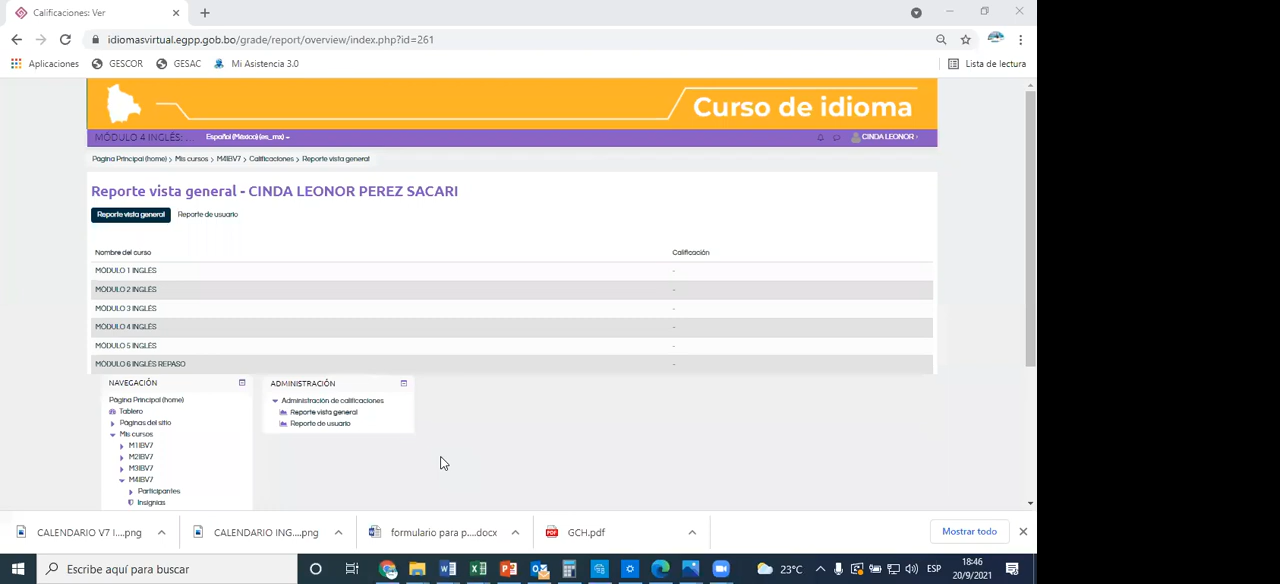 Calificaciones: Ver
idiomasvirtual.egpp.gob.bo/grade/report/overview/index.php?id=261
Aplicaciones GESCOR GESAC Mi Asistencia 3.0 Lista de lectura
Curso de idioma
MÓDULO 4 INGLÉS: ... Español (México) (es_mx) CINDA LEONOR
Página Principal (home) > Mis cursos > M4IBV7 > Calificaciones > Reporte vista general
Reporte vista general - CINDA LEONOR PEREZ SACARI
Reporte vista general Reporte de usuario
Nombre del curso Calificación
MÓDULO 1 INGLÉS -
MÓDULO 2 INGLÉS -
MÓDULO 3 INGLÉS -
MÓDULO 4 INGLÉS -
MÓDULO 5 INGLÉS -
MÓDULO 6 INGLÉS REPASO -
NAVEGACIÓN
Página Principal (home)
Tablero
Páginas del sitio
Mis cursos
M1IBV7
M2IBV7
M3IBV7
M4IBV7
Participantes
Insignias
ADMINISTRACIÓN
Administración de calificaciones
Reporte vista general
Reporte de usuario
CALENDARIO V7 I....png CALENDARIO ING....png formulario para p....docx GCH.pdf Mostrar todo
Escribe aquí para buscar 23°C ESP 18:46
20/9/2021